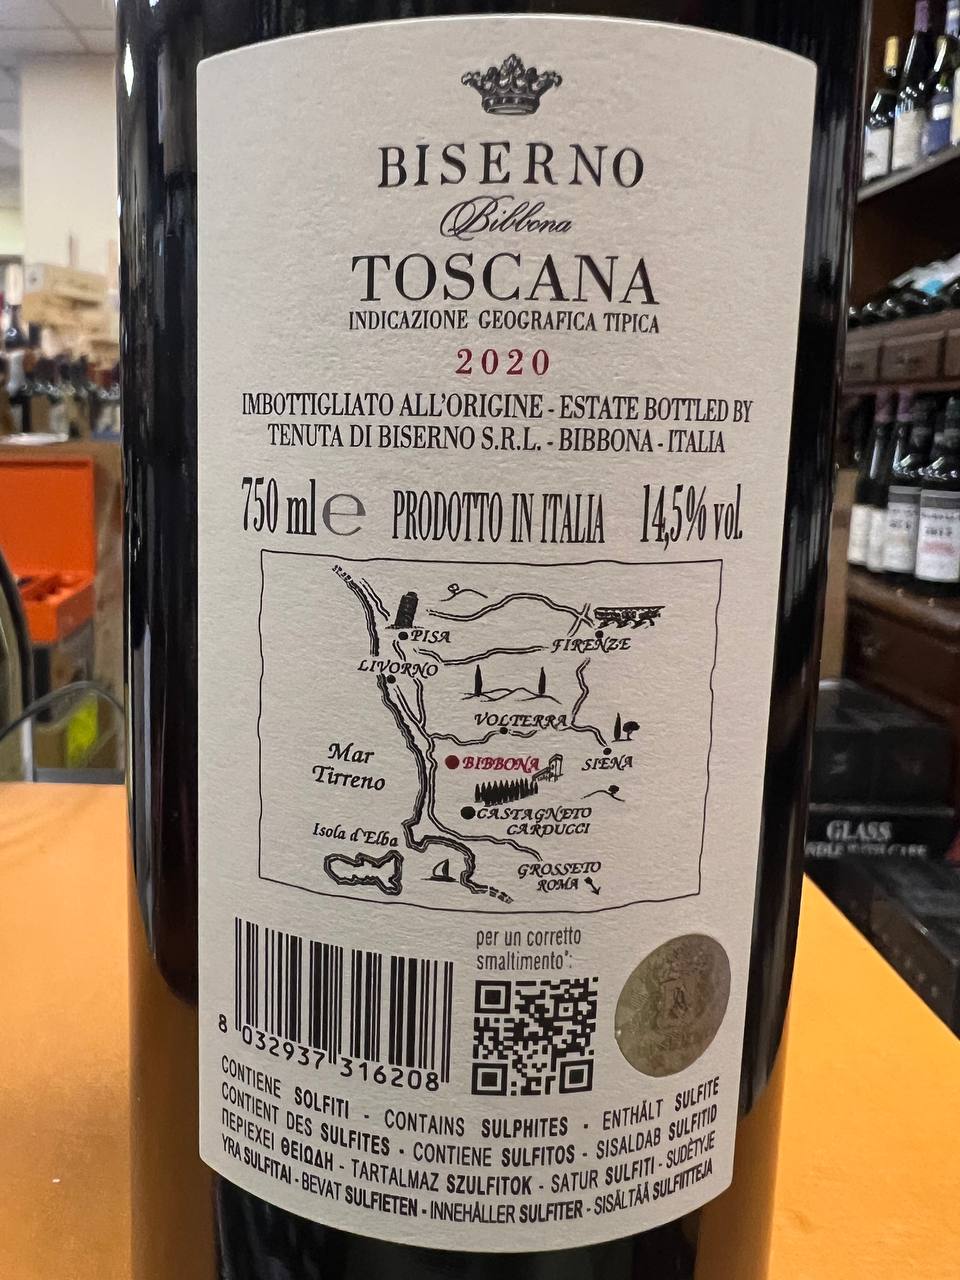 BISERNO
Bibbona
TOSCANA
INDICAZIONE GEOGRAFICA TIPICA
2020
IMBOTTIGLIATO ALL'ORIGINE - ESTATE BOTTLED BY
TENUTA DI BISERNO S.R.L. - BIBBONA - ITALIA
750 ml e PRODOTTO IN ITALIA 14,5% vol.
PISA
FIRENZE
LIVORNO
VOLTERRA
Mar
Tirreno
BIBBONA
SIENA
CASTAGNETO
CARDUCCI
Isola d'Elba
GROSSETO
ROMA
per un corretto
smaltimento*:
8 032937 316208
CONTIENE SOLFITI - CONTAINS SULPHITES - ENTHÄLT SULFITE
CONTIENT DES SULFITES - CONTIENE SULFITOS - SISALDAB SULFITID
ΠΕΡΙΕΧΕΙ ΘΕΙΩΔΗ - TARTALMAZ SZULFITOK - SATUR SULFITI - SUDĖTYJE
YRA SULFITAI - BEVAT SULFIETEN - INNEHÅLLER SULFITER - SISÄLTÄÄ SULFIITTEJA
GLASS